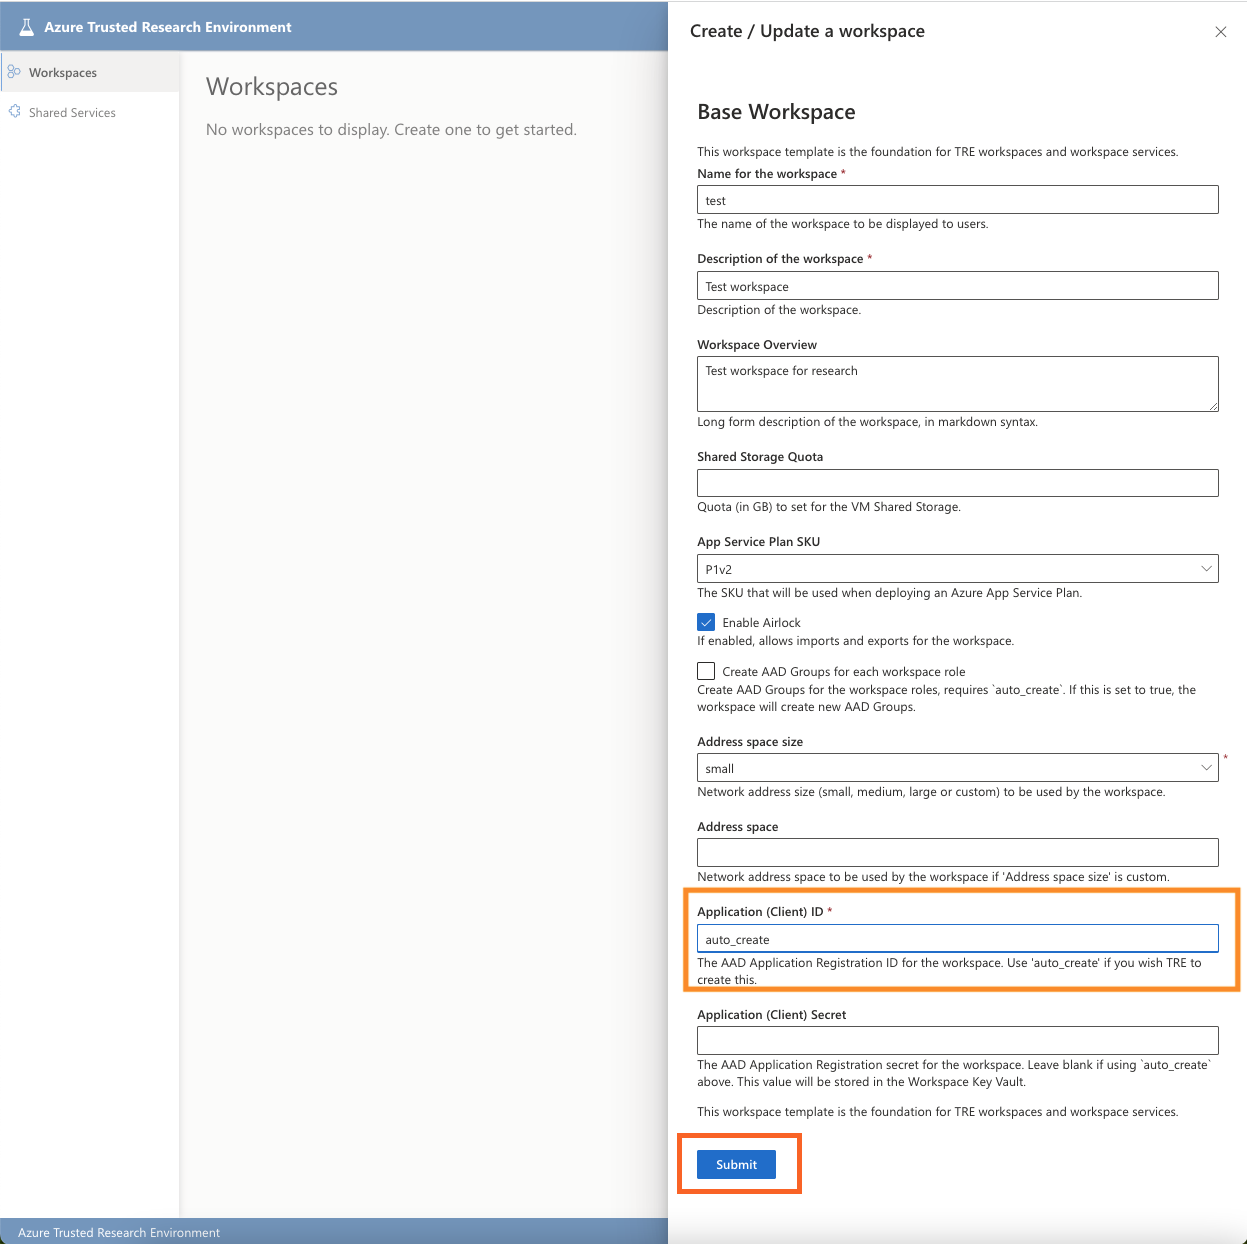 Azure Trusted Research Environment
Workspaces
Shared Services
Workspaces
No workspaces to display. Create one to get started.
Create / Update a workspace
Base Workspace
This workspace template is the foundation for TRE workspaces and workspace services.
Name for the workspace *
test
The name of the workspace to be displayed to users.
Description of the workspace *
Test workspace
Description of the workspace.
Workspace Overview
Test workspace for research
Long form description of the workspace, in markdown syntax.
Shared Storage Quota
Quota (in GB) to set for the VM Shared Storage.
App Service Plan SKU
P1v2
The SKU that will be used when deploying an Azure App Service Plan.
Enable Airlock
If enabled, allows imports and exports for the workspace.
Create AAD Groups for each workspace role
Create AAD Groups for the workspace roles, requires `auto_create`. If this is set to true, the
workspace will create new AAD Groups.
Address space size
small *
Network address size (small, medium, large or custom) to be used by the workspace.
Address space
Network address space to be used by the workspace if 'Address space size' is custom.
Application (Client) ID *
auto_create
The AAD Application Registration ID for the workspace. Use 'auto_create' if you wish TRE to
create this.
Application (Client) Secret
The AAD Application Registration secret for the workspace. Leave blank if using `auto_create`
above. This value will be stored in the Workspace Key Vault.
This workspace template is the foundation for TRE workspaces and workspace services.
Submit
Azure Trusted Research Environment